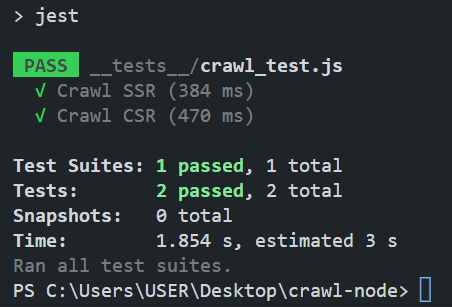 > jest
PASS __tests__/crawl_test.js
√ Crawl SSR (384 ms)
√ Crawl CSR (470 ms)
Test Suites: 1 passed, 1 total
Tests:       2 passed, 2 total
Snapshots:   0 total
Time:        1.854 s, estimated 3 s
Ran all test suites.
PS C:\Users\USER\Desktop\crawl-node>